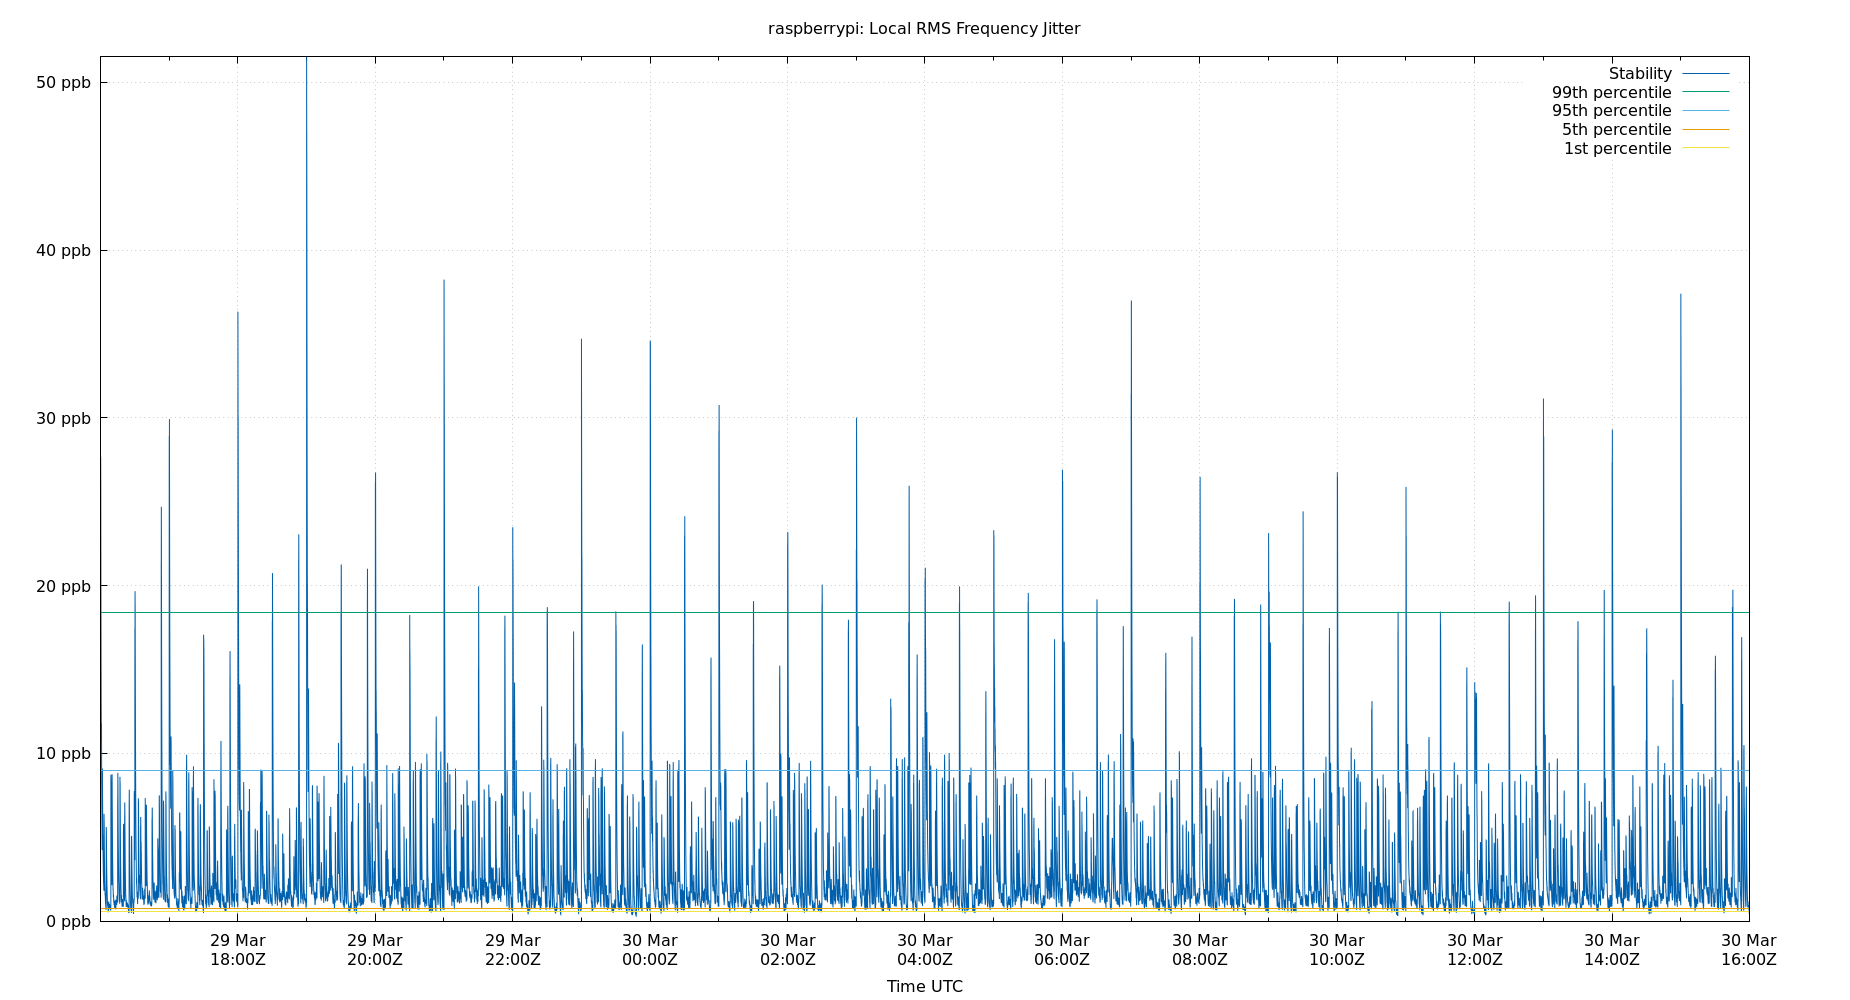 raspberrypi: Local RMS Frequency Jitter
50 ppb
40 ppb
30 ppb
20 ppb
10 ppb
0 ppb
Stability
99th percentile
95th percentile
5th percentile
1st percentile
29 Mar 29 Mar 29 Mar 30 Mar 30 Mar 30 Mar 30 Mar 30 Mar 30 Mar 30 Mar 30 Mar 30 Mar
18:00Z 20:00Z 22:00Z 00:00Z 02:00Z 04:00Z 06:00Z 08:00Z 10:00Z 12:00Z 14:00Z 16:00Z
Time UTC